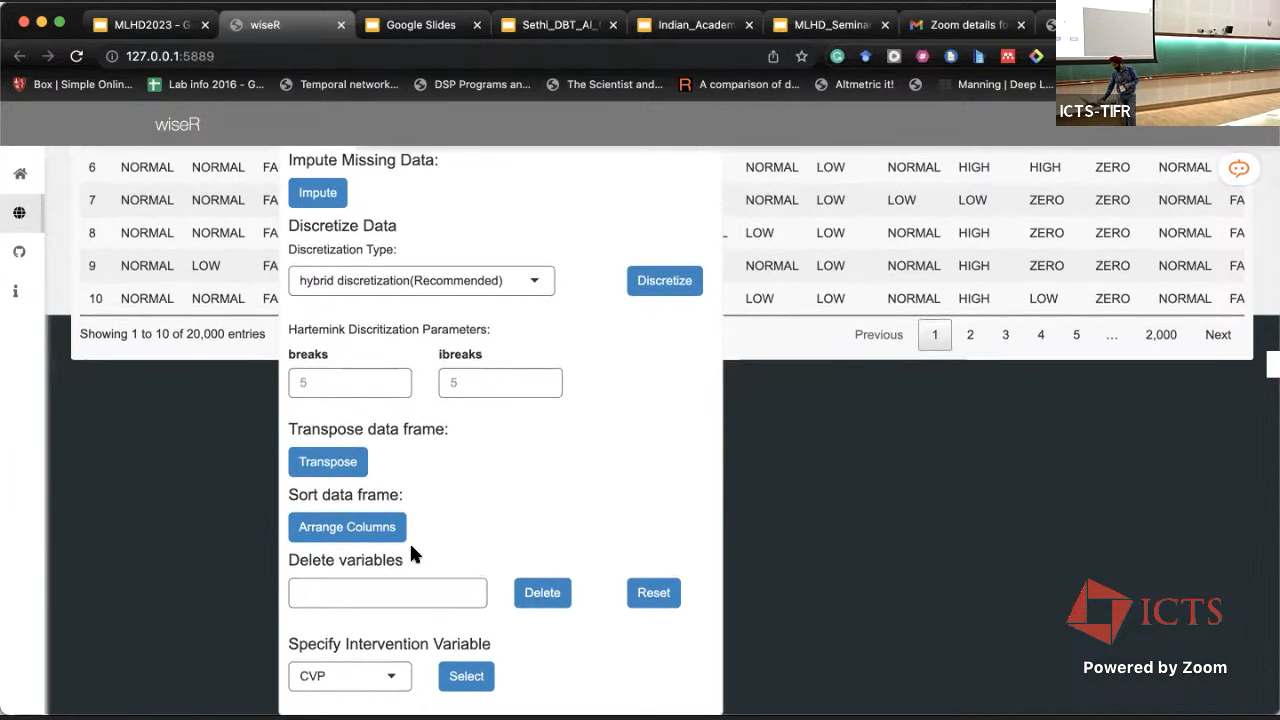 MLHD2023 - G
wiseR
Google Slides
Sethi_DBT_AI_
Indian_Academ
MLHD_Semina
Zoom details fo
127.0.0.1:5889
Box | Simple Onlin...
Lab info 2016 - G...
Temporal network...
DSP Programs an...
The Scientist and...
A comparison of d...
Altmetric it!
Manning | Deep L
ICTS-TIFR
wiseR
6 NORMAL NORMAL FA NORMAL LOW NORMAL HIGH HIGH ZERO NORMAL
7 NORMAL NORMAL FA NORMAL LOW LOW LOW ZERO ZERO NORMAL FA
8 NORMAL NORMAL FA LOW LOW NORMAL HIGH ZERO ZERO NORMAL FA
9 NORMAL LOW FA NORMAL LOW NORMAL HIGH ZERO ZERO NORMAL FA
10 NORMAL NORMAL FA LOW LOW NORMAL HIGH LOW ZERO NORMAL FA
Showing 1 to 10 of 20,000 entries
Previous 1 2 3 4 5 ... 2,000 Next
Impute Missing Data:
Impute
Discretize Data
Discretization Type:
hybrid discretization(Recommended)
Discretize
Hartemink Discritization Parameters:
breaks ibreaks
5 5
Transpose data frame:
Transpose
Sort data frame:
Arrange Columns
Delete variables
Delete Reset
Specify Intervention Variable
CVP Select
ICTS
Powered by Zoom